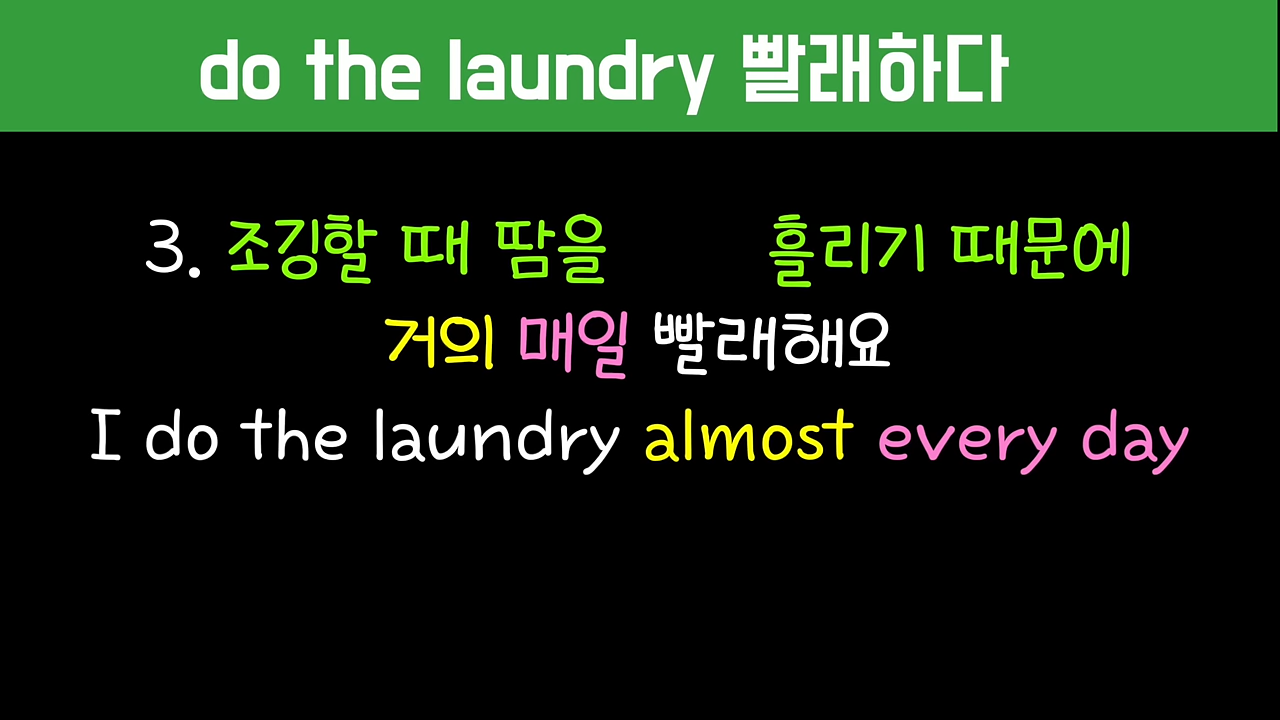 do the laundry 빨래하다
3. 조깅할 때 땀을 흘리기 때문에
거의 매일 빨래해요
I do the laundry almost every day